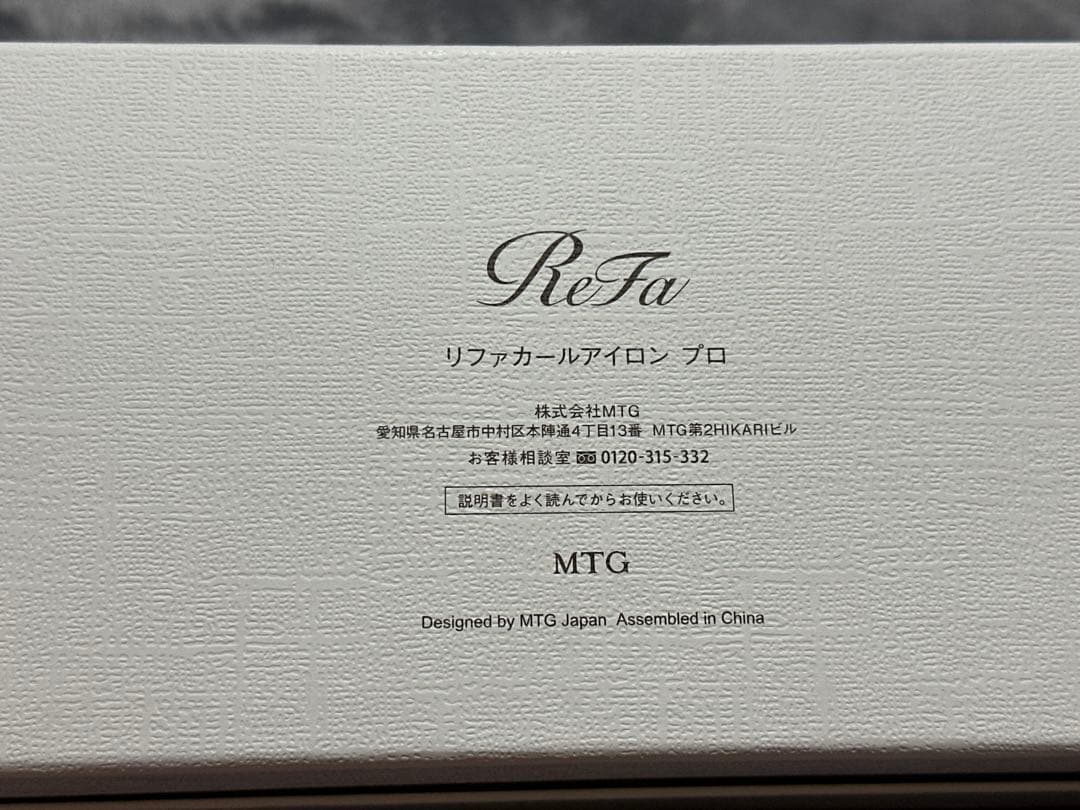 ReFa
リファカールアイロン プロ
株式会社MTG
愛知県名古屋市中村区本陣通4丁目13番 MTG第2HIKARIビル
お客様相談室 0120-315-332
説明書をよく読んでからお使いください。
MTG
Designed by MTG Japan Assembled in China